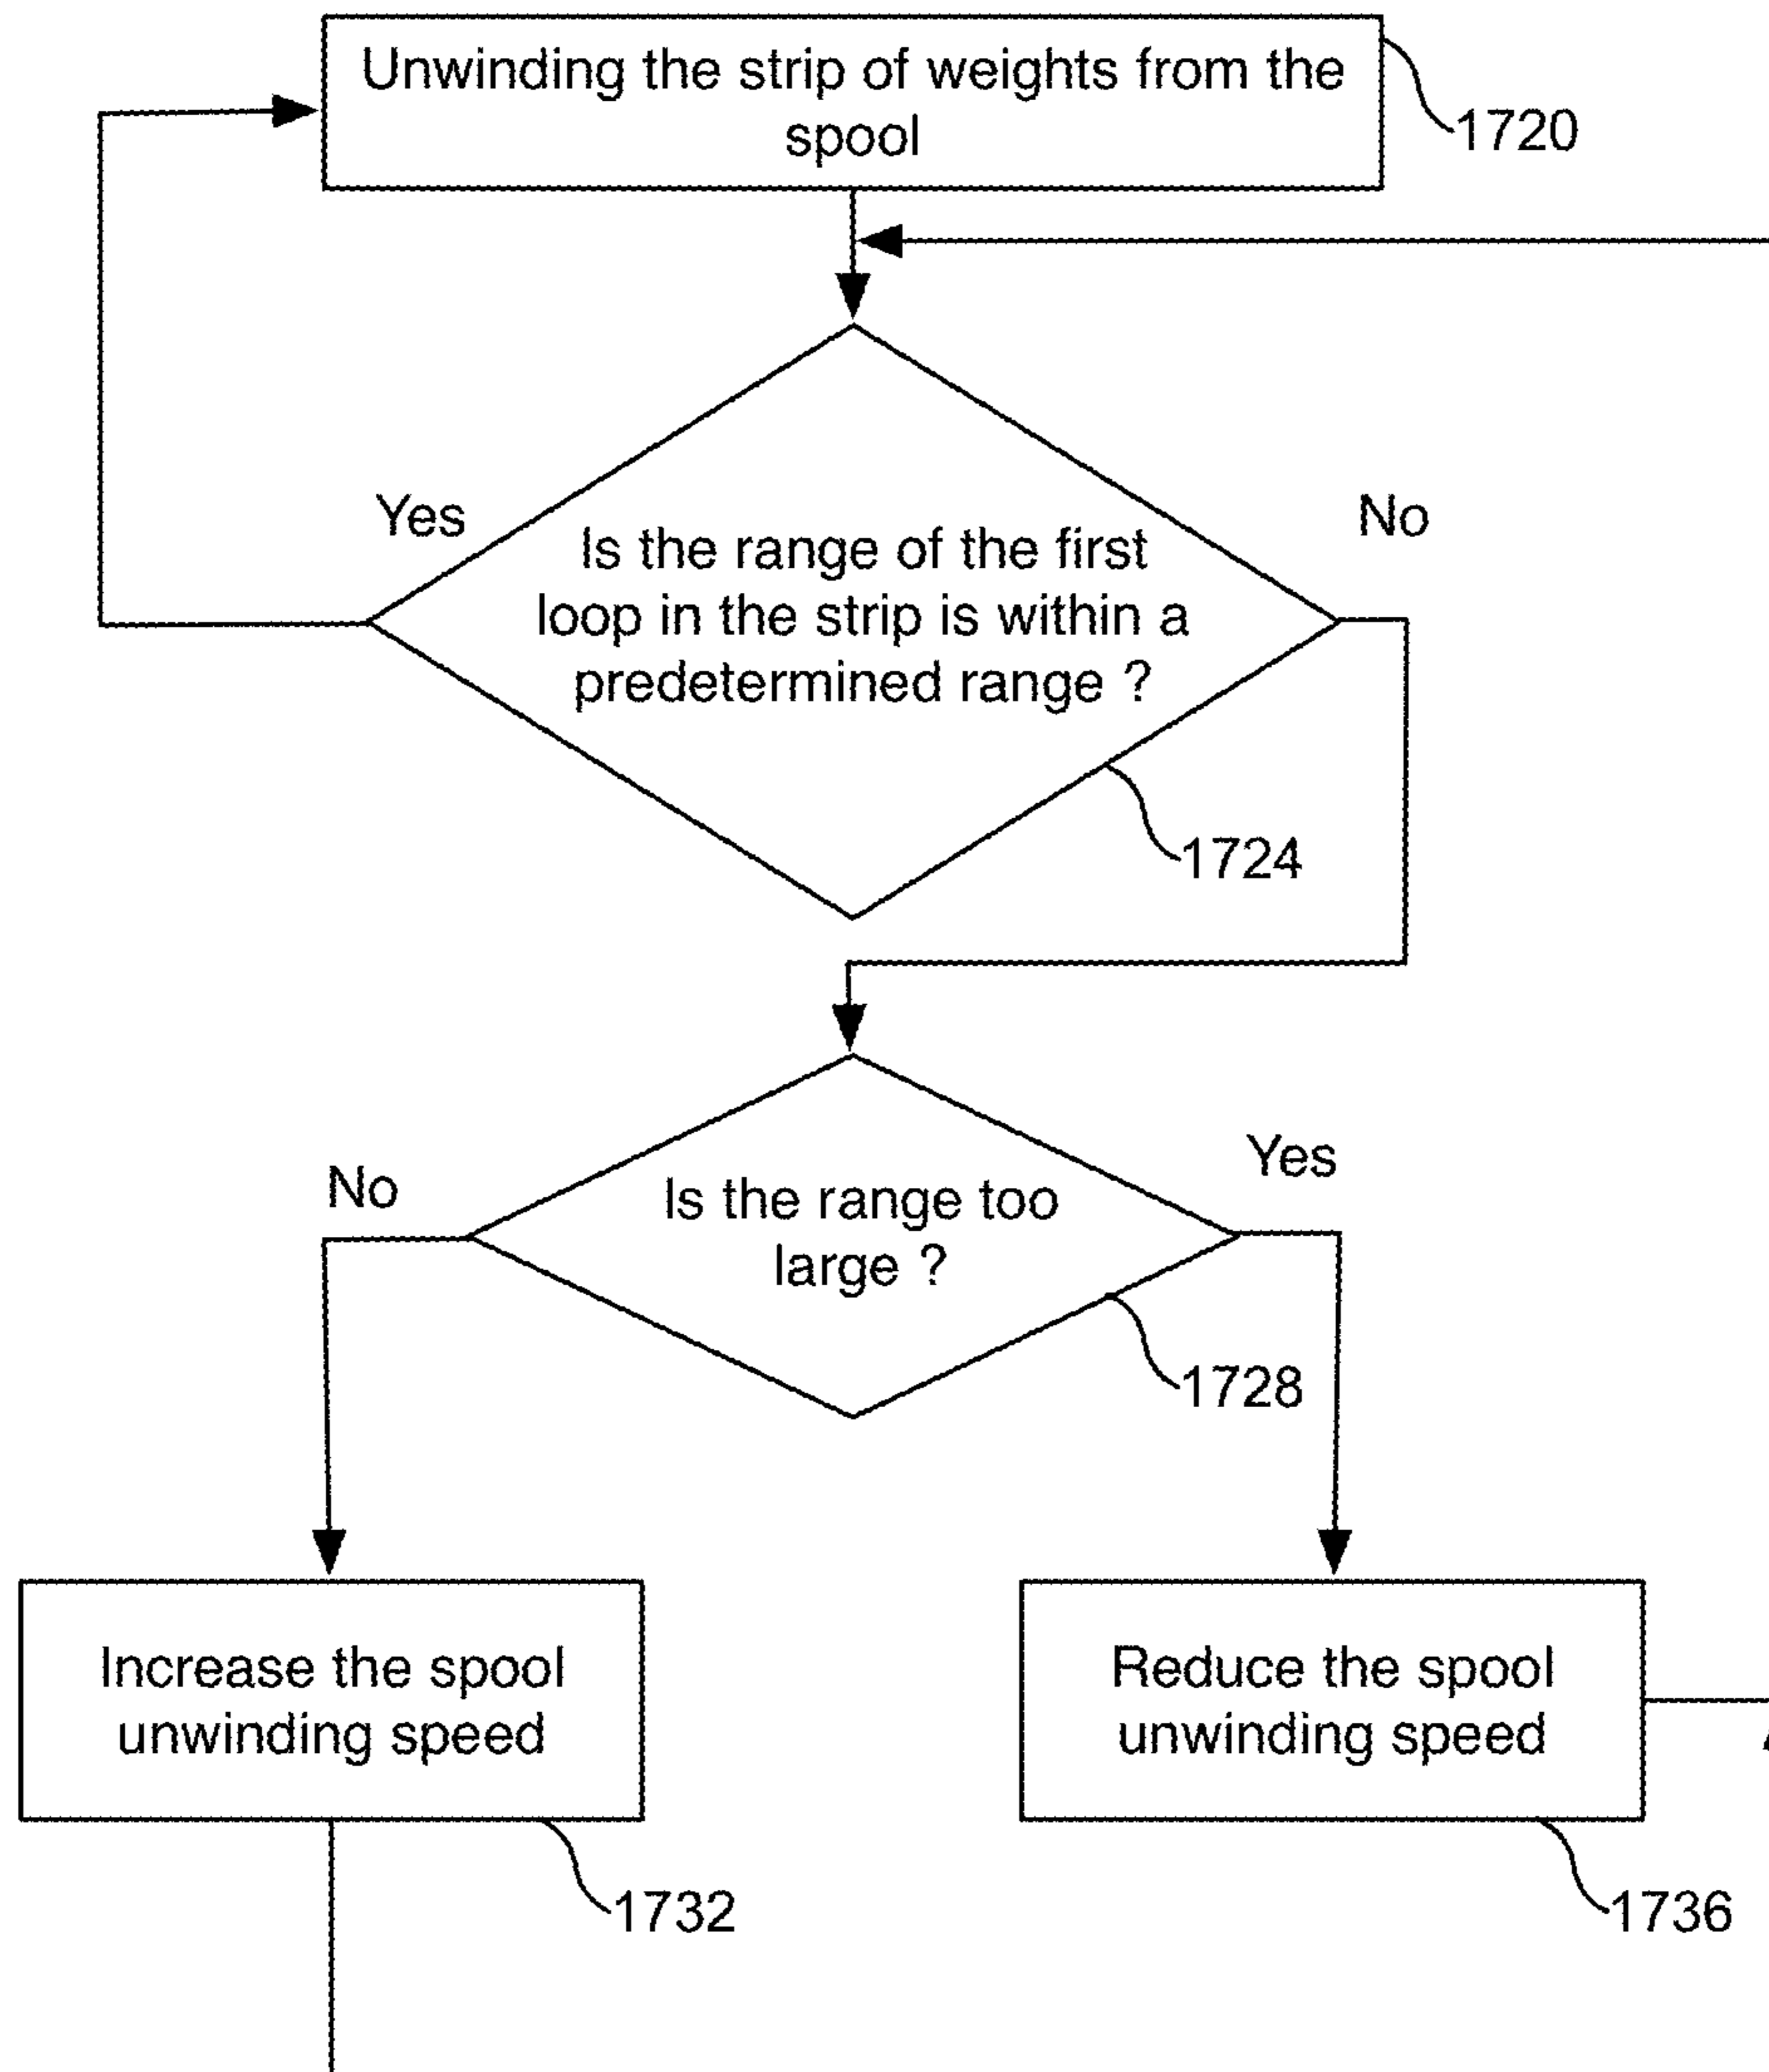 Unwinding the strip of weights from the
spool
1720
Yes
No
Is the range of the first
loop in the strip is within a
predetermined range ?
1724
No
Yes
Is the range too
large ?
1728
Increase the spool
unwinding speed
Reduce the spool
unwinding speed
1732
1736